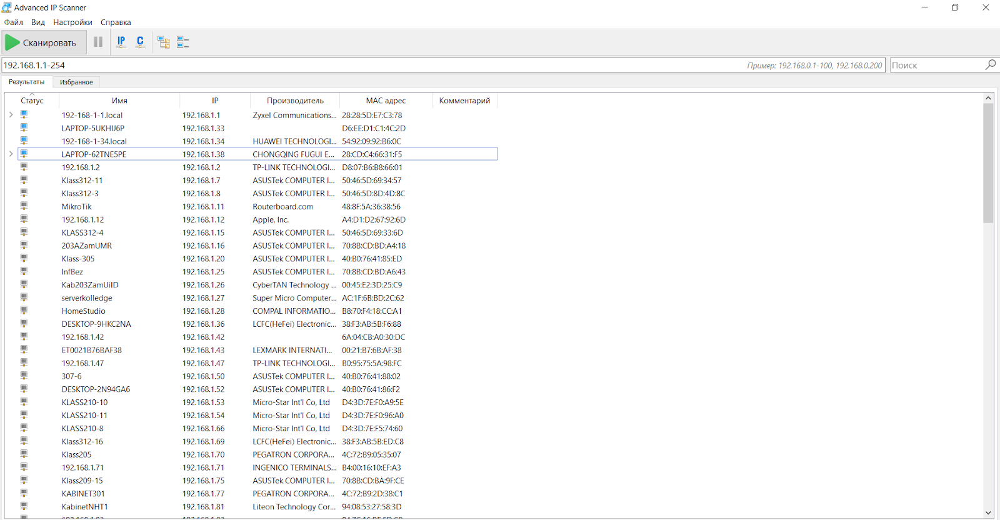 Advanced IP Scanner
Файл Вид Настройки Справка
Сканировать IP C
192.168.1.1-254 Пример: 192.168.0.1-100, 192.168.0.200 Поиск
Результаты Избранное
Статус Имя IP Производитель MAC адрес Комментарий
192-168-1-1.local 192.168.1.1 Zyxel Communications... 28:28:5D:E7:C3:78
LAPTOP-5UKHIJ6P 192.168.1.33 D6:EE:D1:C1:4C:2D
192-168-1-34.local 192.168.1.34 HUAWEI TECHNOLOGI... 54:92:09:92:B6:0C
LAPTOP-62TNE5PE 192.168.1.38 CHONGQING FUGUI E... 28:CD:C4:66:31:F5
192.168.1.2 192.168.1.2 TP-LINK TECHNOLOGI... D8:07:B6:B8:66:01
Klass312-11 192.168.1.7 ASUSTek COMPUTER I... 50:46:5D:69:34:57
Klass312-3 192.168.1.8 ASUSTek COMPUTER I... 50:46:5D:8D:4D:8C
MikroTik 192.168.1.11 Routerboard.com 48:8F:5A:36:38:56
192.168.1.12 192.168.1.12 Apple, Inc. A4:D1:D2:67:92:6D
KLASS312-4 192.168.1.15 ASUSTek COMPUTER I... 50:46:5D:69:33:6D
203AZamUMR 192.168.1.16 ASUSTek COMPUTER I... 70:8B:CD:BD:A4:18
Klass-305 192.168.1.20 ASUSTek COMPUTER I... 40:B0:76:41:85:ED
InfBez 192.168.1.25 ASUSTek COMPUTER I... 70:8B:CD:BD:A6:43
Kab203ZamUiID 192.168.1.26 CyberTAN Technology ... 00:45:E2:3D:25:C9
serverkolledge 192.168.1.27 Super Micro Computer... AC:1F:6B:BD:2C:62
HomeStudio 192.168.1.28 COMPAL INFORMATIO... B8:70:F4:18:CC:A1
DESKTOP-9HKC2NA 192.168.1.36 LCFC(HeFei) Electronic... 38:F3:AB:5B:F6:88
192.168.1.42 192.168.1.42 6A:04:CB:A0:30:DC
ET0021B76BAF38 192.168.1.43 LEXMARK INTERNATI... 00:21:B7:6B:AF:38
192.168.1.47 192.168.1.47 TP-LINK TECHNOLOGI... B0:95:75:5A:98:FC
307-6 192.168.1.50 ASUSTek COMPUTER I... 40:B0:76:41:88:02
DESKTOP-2N94GA6 192.168.1.52 ASUSTek COMPUTER I... 40:B0:76:41:86:F2
KLASS210-10 192.168.1.53 Micro-Star Int'l Co, Ltd D4:3D:7E:F0:A9:5E
KLASS210-11 192.168.1.54 Micro-Star Int'l Co, Ltd D4:3D:7E:F0:96:A0
KLASS210-8 192.168.1.66 Micro-Star Int'l Co, Ltd D4:3D:7E:F5:74:60
Klass312-16 192.168.1.69 LCFC(HeFei) Electronic... 38:F3:AB:5B:ED:C8
Klass205 192.168.1.70 PEGATRON CORPORA... 4C:72:B9:05:35:07
192.168.1.71 192.168.1.71 INGENICO TERMINALS... B4:00:16:10:EF:A3
Klass209-15 192.168.1.75 ASUSTek COMPUTER I... 70:8B:CD:BA:9F:CE
KABINET301 192.168.1.77 PEGATRON CORPORA... 4C:72:B9:2D:38:C1
KabinetNHT1 192.168.1.81 Liteon Technology Cor... 94:08:53:27:58:3D